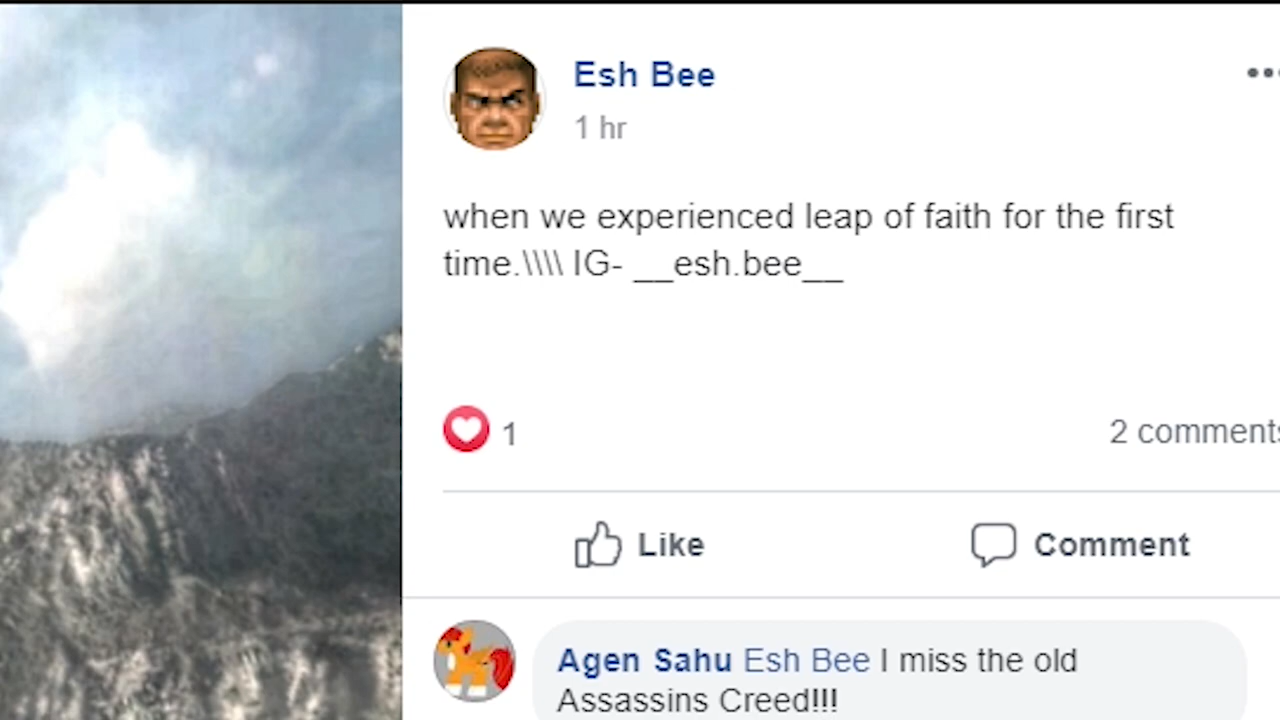 Esh Bee
1 hr
when we experienced leap of faith for the first
time.\\\\ IG- __esh.bee__
1
2 comments
Like
Comment
Agen Sahu Esh Bee I miss the old
Assassins Creed!!!